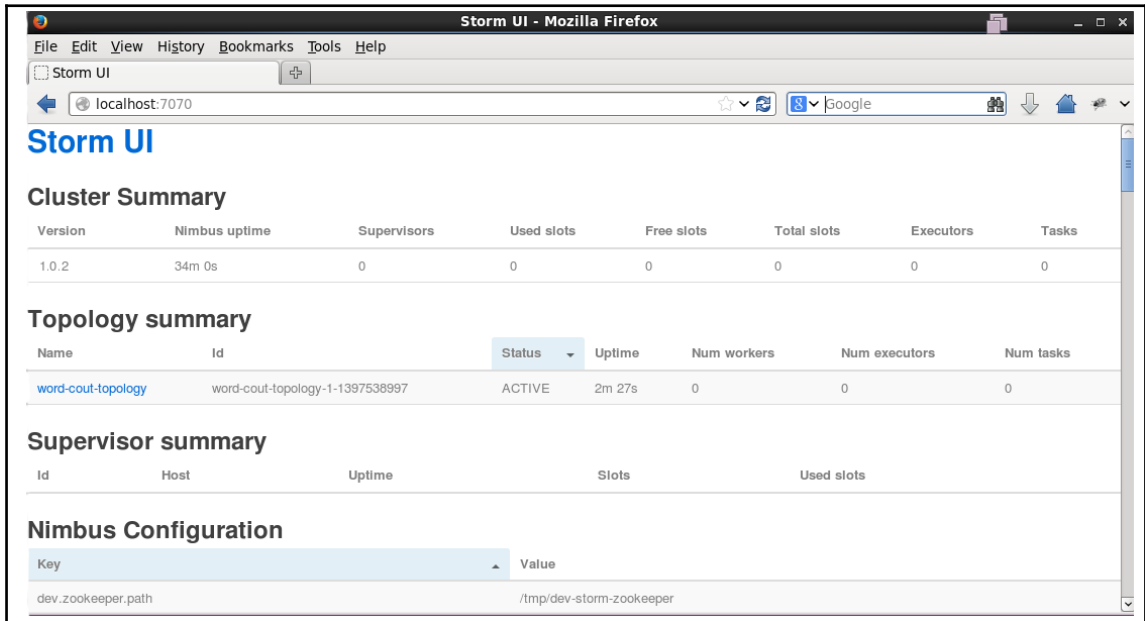 Storm UI - Mozilla Firefox
File Edit View History Bookmarks Tools Help
Storm UI
localhost:7070 Google
Storm UI
Cluster Summary
Version Nimbus uptime Supervisors Used slots Free slots Total slots Executors Tasks
1.0.2 34m 0s 0 0 0 0 0 0
Topology summary
Name Id Status Uptime Num workers Num executors Num tasks
word-cout-topology word-cout-topology-1-1397538997 ACTIVE 2m 27s 0 0 0
Supervisor summary
Id Host Uptime Slots Used slots
Nimbus Configuration
Key Value
dev.zookeeper.path /tmp/dev-storm-zookeeper